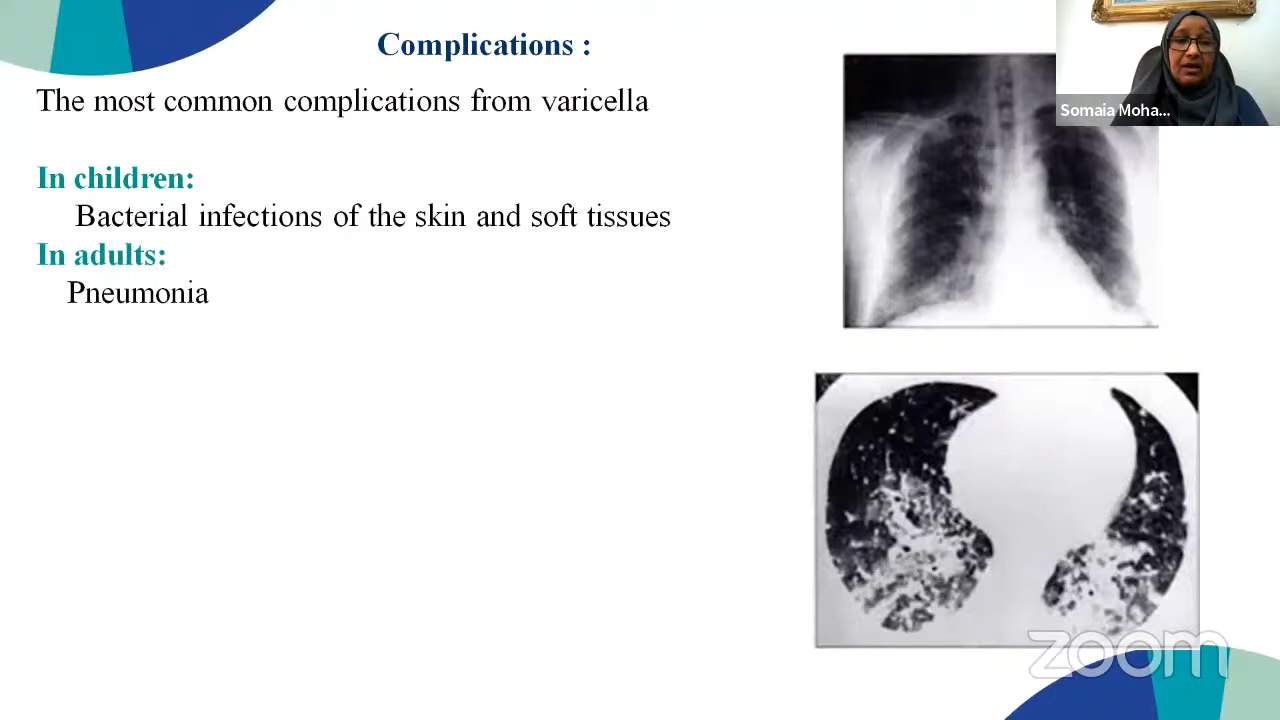 Complications :
Somaia Moha...
The most common complications from varicella
In children:
Bacterial infections of the skin and soft tissues
In adults:
Pneumonia
zoom